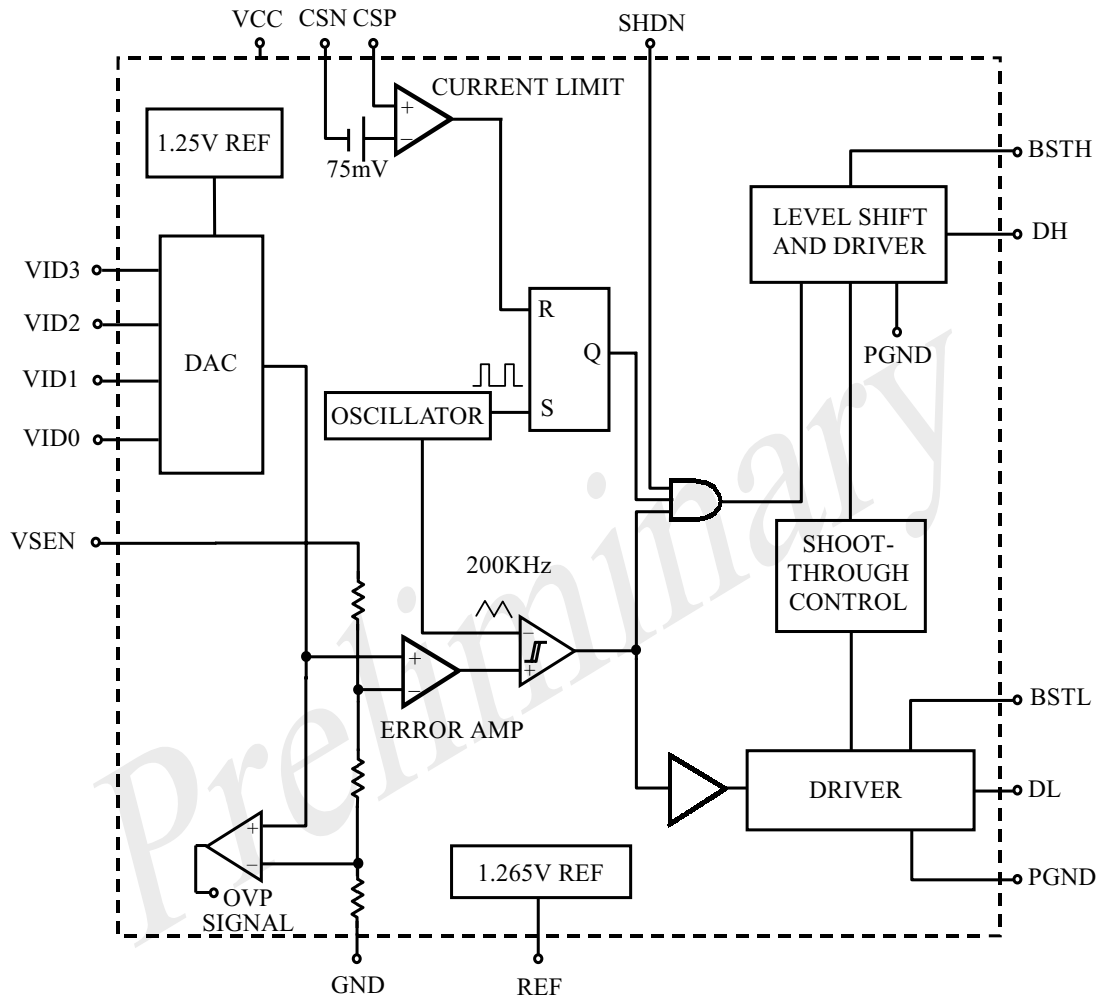 VCC CSN CSP SHDN
CURRENT LIMIT
+
−
75mV
1.25V REF
BSTH
LEVEL SHIFT
AND DRIVER
DH
PGND
VID3
VID2
VID1
VID0
DAC
R
Q
S
OSCILLATOR
VSEN
200KHz
SHOOT-
THROUGH
CONTROL
−
+
+
−
ERROR AMP
BSTL
DRIVER
DL
PGND
+
−
OVP
SIGNAL
1.265V REF
GND
REF
Preliminary